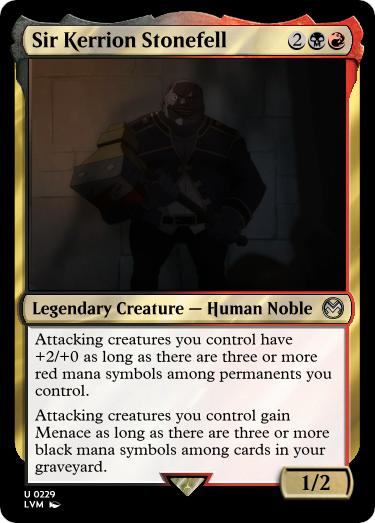 Sir Kerrion Stonefell 2
Legendary Creature — Human Noble
Attacking creatures you control have
+2/+0 as long as there are three or more
red mana symbols among permanents you
control.
Attacking creatures you control gain
Menace as long as there are three or more
black mana symbols among cards in your
graveyard.
1/2
U 0229
LVM